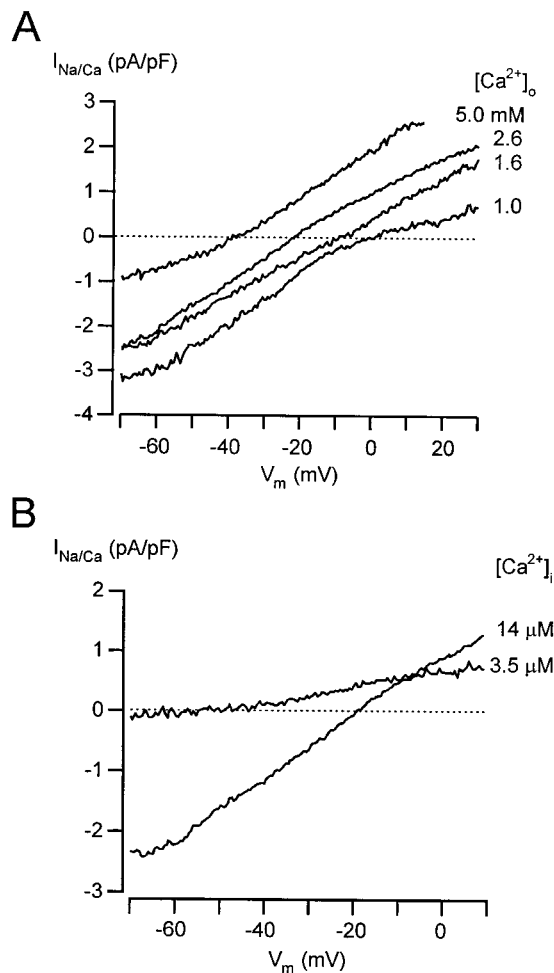 A
I_Na/Ca (pA/pF)
[Ca²⁺]ₒ
3
5.0 mM
2
2.6
1.6
1
1.0
0
-1
-2
-3
-4
-60 -40 -20 0 20
Vₘ (mV)
B
I_Na/Ca (pA/pF)
[Ca²⁺]ᵢ
2
14 μM
1
3.5 μM
0
-1
-2
-3
-60 -40 -20 0
Vₘ (mV)